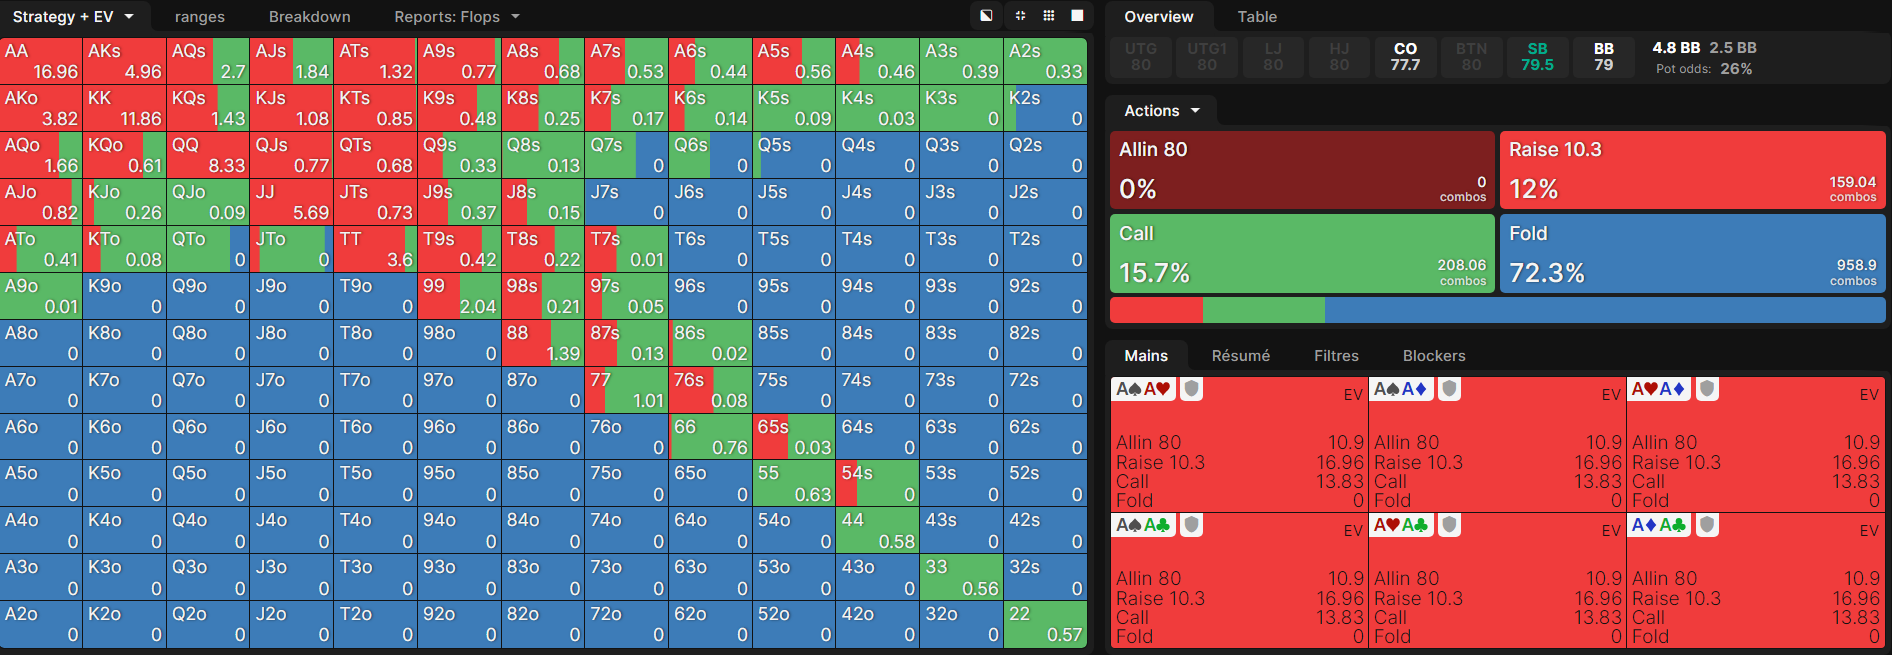 Strategy + EV ranges Breakdown Reports: Flops
AA AKs AQs AJs ATs A9s A8s A7s A6s A5s A4s A3s A2s
16.96 4.96 2.7 1.84 1.32 0.77 0.68 0.53 0.44 0.56 0.46 0.39 0.33
AKo KK KQs KJs KTs K9s K8s K7s K6s K5s K4s K3s K2s
3.82 11.86 1.43 1.08 0.85 0.48 0.25 0.17 0.14 0.09 0.03 0 0
AQo KQo QQ QJs QTs Q9s Q8s Q7s Q6s Q5s Q4s Q3s Q2s
1.66 0.61 8.33 0.77 0.68 0.33 0.13 0 0 0 0 0 0
AJo KJo QJo JJ JTs J9s J8s J7s J6s J5s J4s J3s J2s
0.82 0.26 0.09 5.69 0.73 0.37 0.15 0 0 0 0 0 0
ATo KTo QTo JTo TT T9s T8s T7s T6s T5s T4s T3s T2s
0.41 0.08 0 0 3.6 0.42 0.22 0.01 0 0 0 0 0
A9o K9o Q9o J9o T9o 99 98s 97s 96s 95s 94s 93s 92s
0.01 0 0 0 0 2.04 0.21 0.05 0 0 0 0 0
A8o K8o Q8o J8o T8o 98o 88 87s 86s 85s 84s 83s 82s
0 0 0 0 0 0 1.39 0.13 0.02 0 0 0 0
A7o K7o Q7o J7o T7o 97o 87o 77 76s 75s 74s 73s 72s
0 0 0 0 0 0 0 1.01 0.08 0 0 0 0
A6o K6o Q6o J6o T6o 96o 86o 76o 66 65s 64s 63s 62s
0 0 0 0 0 0 0 0 0.76 0.03 0 0 0
A5o K5o Q5o J5o T5o 95o 85o 75o 65o 55 54s 53s 52s
0 0 0 0 0 0 0 0 0 0.63 0 0 0
A4o K4o Q4o J4o T4o 94o 84o 74o 64o 54o 44 43s 42s
0 0 0 0 0 0 0 0 0 0 0.58 0 0
A3o K3o Q3o J3o T3o 93o 83o 73o 63o 53o 43o 33 32s
0 0 0 0 0 0 0 0 0 0 0 0.56 0
A2o K2o Q2o J2o T2o 92o 82o 72o 62o 52o 42o 32o 22
0 0 0 0 0 0 0 0 0 0 0 0 0.57
Overview Table
UTG UTG1 LJ HJ CO BTN SB BB 4.8 BB 2.5 BB
80 80 80 80 77.7 80 79.5 79 Pot odds: 26%
Actions
Allin 80 Raise 10.3
0% 0 combos 12% 159.04 combos
Call Fold
15.7% 208.06 combos 72.3% 958.9 combos
Mains Résumé Filtres Blockers
A♠A♥ EV A♠A♦ EV A♥A♦ EV
Allin 80 10.9 Allin 80 10.9 Allin 80 10.9
Raise 10.3 16.96 Raise 10.3 16.96 Raise 10.3 16.96
Call 13.83 Call 13.83 Call 13.83
Fold 0 Fold 0 Fold 0
A♠A♣ EV A♥A♣ EV A♦A♣ EV
Allin 80 10.9 Allin 80 10.9 Allin 80 10.9
Raise 10.3 16.96 Raise 10.3 16.96 Raise 10.3 16.96
Call 13.83 Call 13.83 Call 13.83
Fold 0 Fold 0 Fold 0